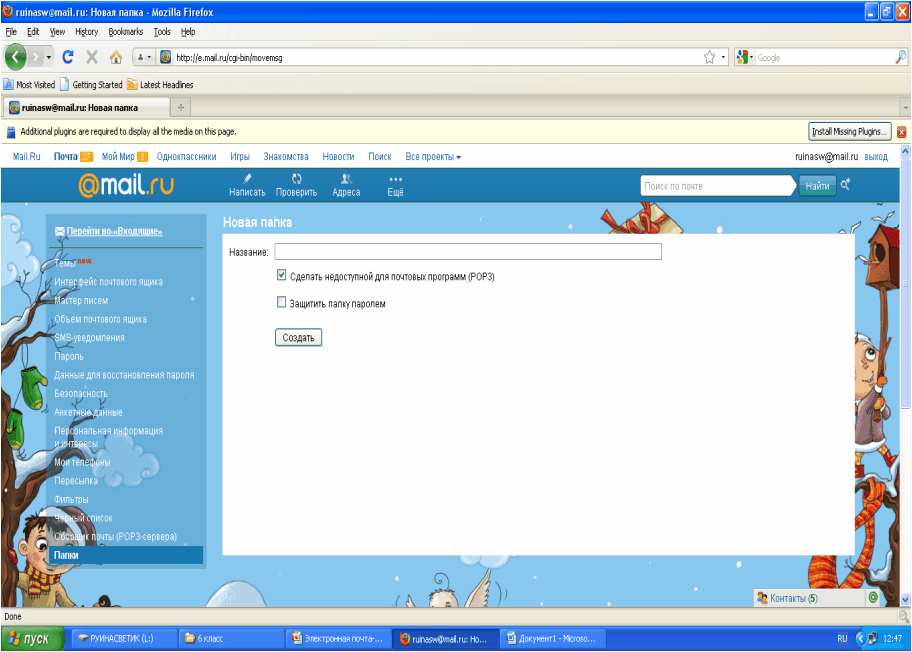 ruinasw@mail.ru: Новая папка - Mozilla Firefox
File Edit View History Bookmarks Tools Help
http://e.mail.ru/cgi-bin/movemsg
Google
Most Visited Getting Started Latest Headlines
ruinasw@mail.ru: Новая папка
Additional plugins are required to display all the media on this page.
Install Missing Plugins...
Mail.Ru Почта 27 Мой Мир 8 Одноклассники Игры Знакомства Новости Поиск Все проекты
ruinasw@mail.ru выход
@mail.ru
Написать Проверить Адреса Ещё
Поиск по почте
Найти
Перейти во «Входящие»
Темы new
Интерфейс почтового ящика
Мастер писем
Объем почтового ящика
SMS-уведомления
Пароль
Данные для восстановления пароля
Безопасность
Анкетные данные
Персональная информация
и интересы
Мои телефоны
Пересылка
Фильтры
Черный список
Сборщик почты (POP3-сервера)
Папки
Новая папка
Название:
Сделать недоступной для почтовых программ (POP3)
Защитить папку паролем
Создать
Контакты (5)
@
Done
пуск
РУИНАСВЕТИК (L:)
6 класс
Электронная почта-...
ruinasw@mail.ru: Но...
Документ1 - Microso...
RU
12:47